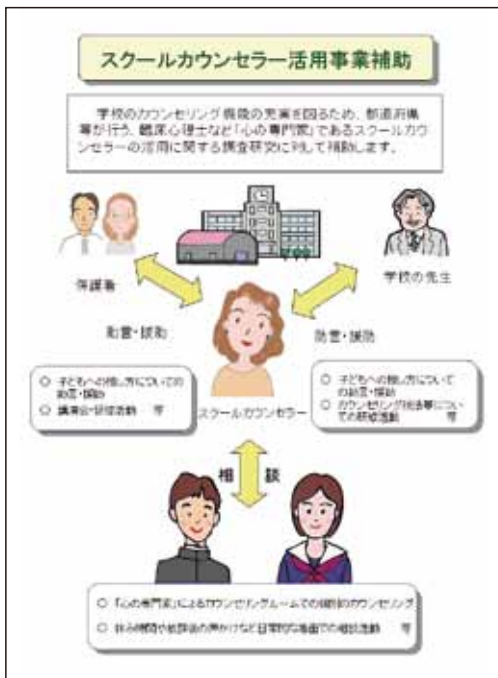 スクールカウンセラー活用事業補助
学校のカウンセリング機能の充実を図るため、都道府県
等が行う、臨床心理士など「心の専門家」であるスクールカウ
ンセラーの活用に関する調査研究に対して補助します。
保護者
学校の先生
助言・援助
助言・援助
○ 子どもへの接し方についての
助言・援助
○ 講演会・研修活動 等
スクールカウンセラー
○ 子どもへの接し方について
の助言・援助
○ カウンセリング技法等につい
ての研修活動 等
相 談
○ 「心の専門家」によるカウンセリングルームでの個別のカウンセリング
○ 休み時間や放課後の声かけなど日常的な場面での相談活動 等